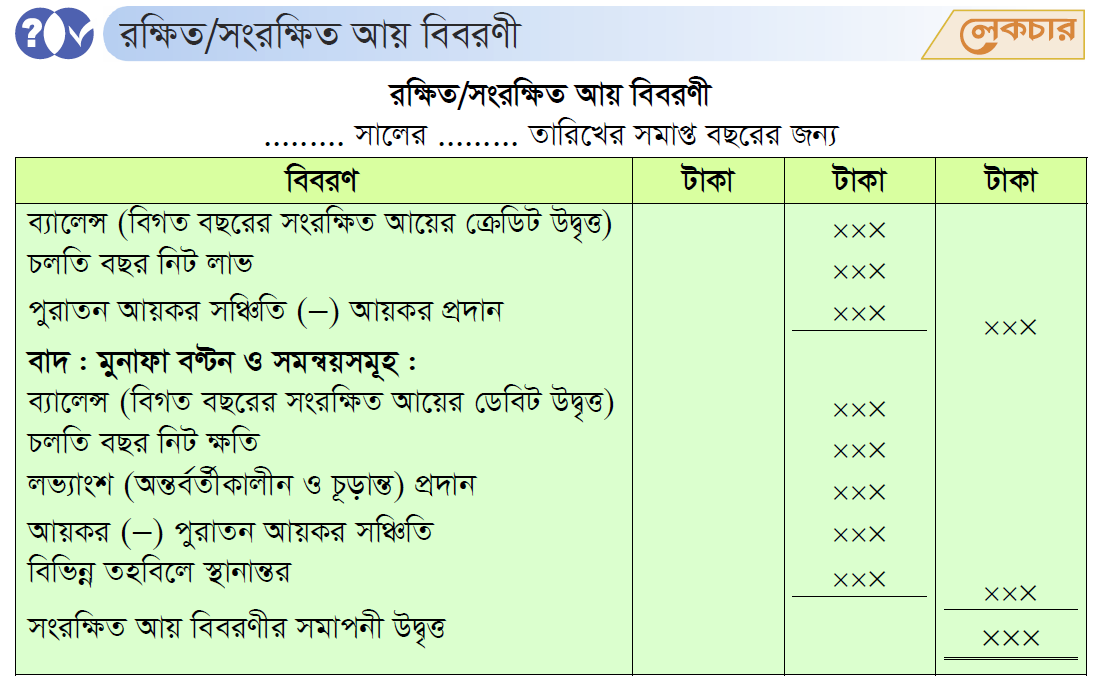 ? রক্ষিত/সংরক্ষিত আয় বিবরণী লেকচার
রক্ষিত/সংরক্ষিত আয় বিবরণী
......... সালের ......... তারিখের সমাপ্ত বছরের জন্য
বিবরণ টাকা টাকা টাকা
ব্যালেন্স (বিগত বছরের সংরক্ষিত আয়ের ক্রেডিট উদ্বৃত্ত) ×××
চলতি বছর নিট লাভ ×××
পুরাতন আয়কর সঞ্চিতি (–) আয়কর প্রদান ××× ×××
বাদ : মুনাফা বণ্টন ও সমন্বয়সমূহ :
ব্যালেন্স (বিগত বছরের সংরক্ষিত আয়ের ডেবিট উদ্বৃত্ত) ×××
চলতি বছর নিট ক্ষতি ×××
লভ্যাংশ (অন্তর্বর্তীকালীন ও চূড়ান্ত) প্রদান ×××
আয়কর (–) পুরাতন আয়কর সঞ্চিতি ×××
বিভিন্ন তহবিলে স্থানান্তর ××× ×××
সংরক্ষিত আয় বিবরণীর সমাপনী উদ্বৃত্ত ×××